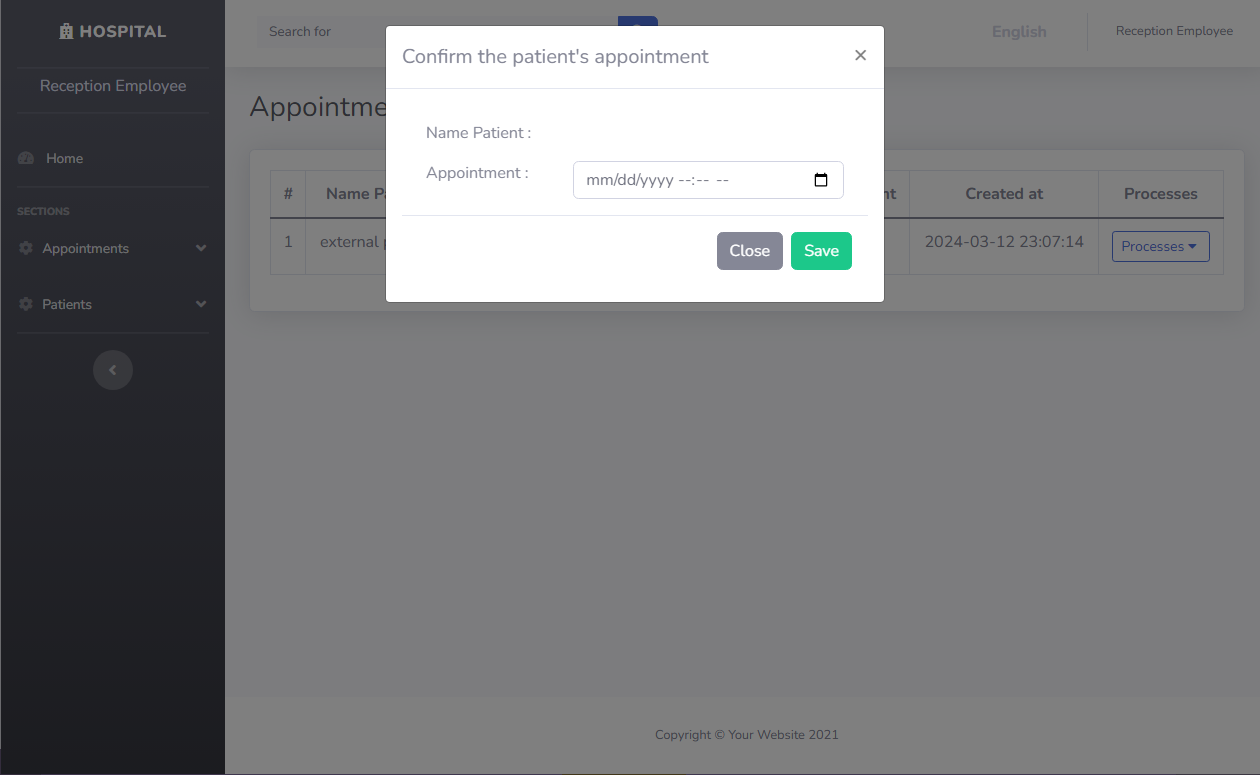 HOSPITAL
Reception Employee
Home
SECTIONS
Appointments
Patients
Search for
English
Reception Employee
Appointme
Confirm the patient's appointment
×
Name Patient :
Appointment :
mm/dd/yyyy --:-- --
Close
Save
# Name Pa nt Created at Processes
1 external p 2024-03-12 23:07:14 Processes
Copyright © Your Website 2021